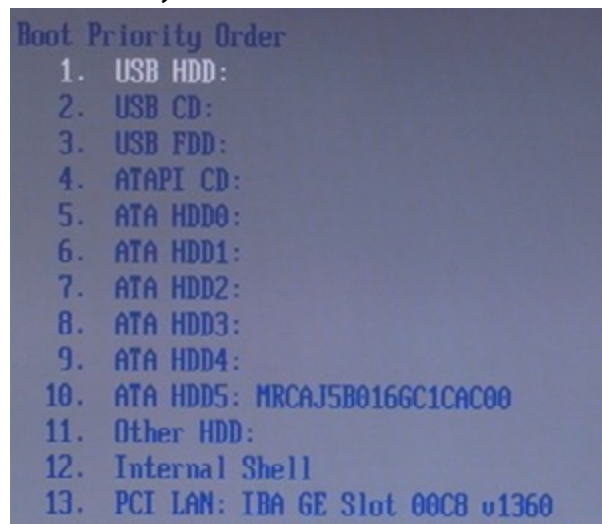 Boot Priority Order
1. USB HDD:
2. USB CD:
3. USB FDD:
4. ATAPI CD:
5. ATA HDD0:
6. ATA HDD1:
7. ATA HDD2:
8. ATA HDD3:
9. ATA HDD4:
10. ATA HDD5: MRCAJ5B016GC1CAC00
11. Other HDD:
12. Internal Shell
13. PCI LAN: IBA GE Slot 00C8 v1360